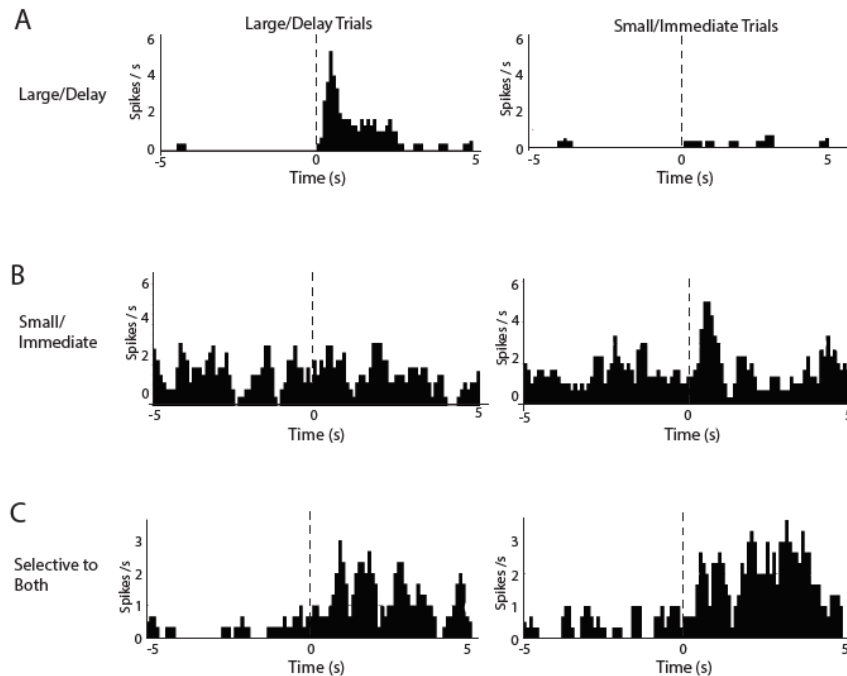 A
Large/Delay Trials
Small/Immediate Trials
Large/Delay
Spikes / s
6
4
2
0
-5
0
5
Time (s)
Spikes / s
6
4
2
0
-5
0
5
Time (s)
B
Small/
Immediate
Spikes / s
6
4
2
0
-5
0
5
Time (s)
Spikes / s
6
4
2
0
-5
0
5
Time (s)
C
Selective to
Both
Spikes /s
3
2
1
0
-5
0
5
Time (s)
Spikes /s
3
2
1
0
-5
0
5
Time (s)